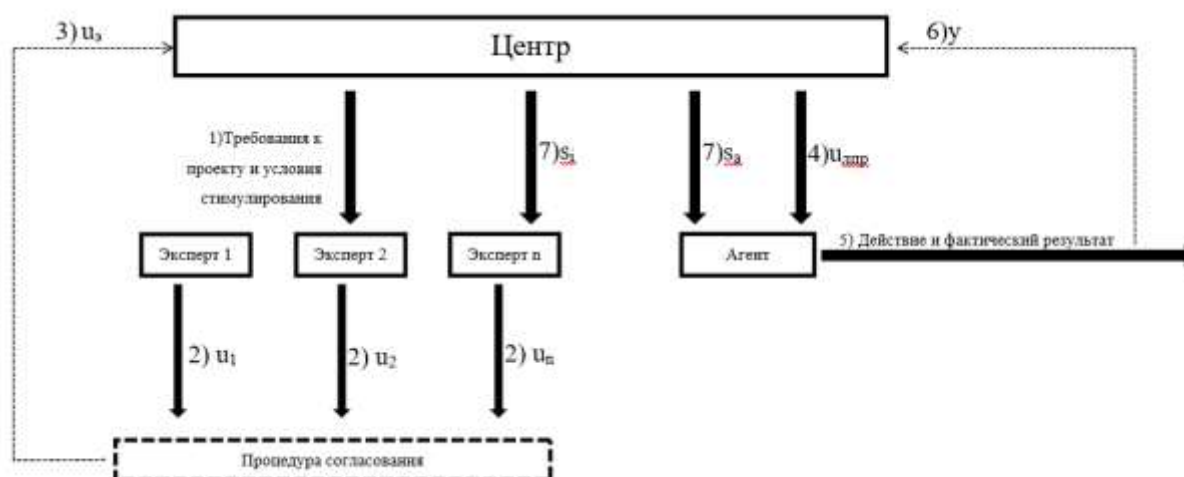 3) uэ
Центр
6)y
1)Требования к
проекту и условия
стимулирования
7)si
7)sa
4)uлпр
Эксперт 1
Эксперт 2
Эксперт n
Агент
5) Действие и фактический результат
2) u1
2) u2
2) un
Процедура согласования